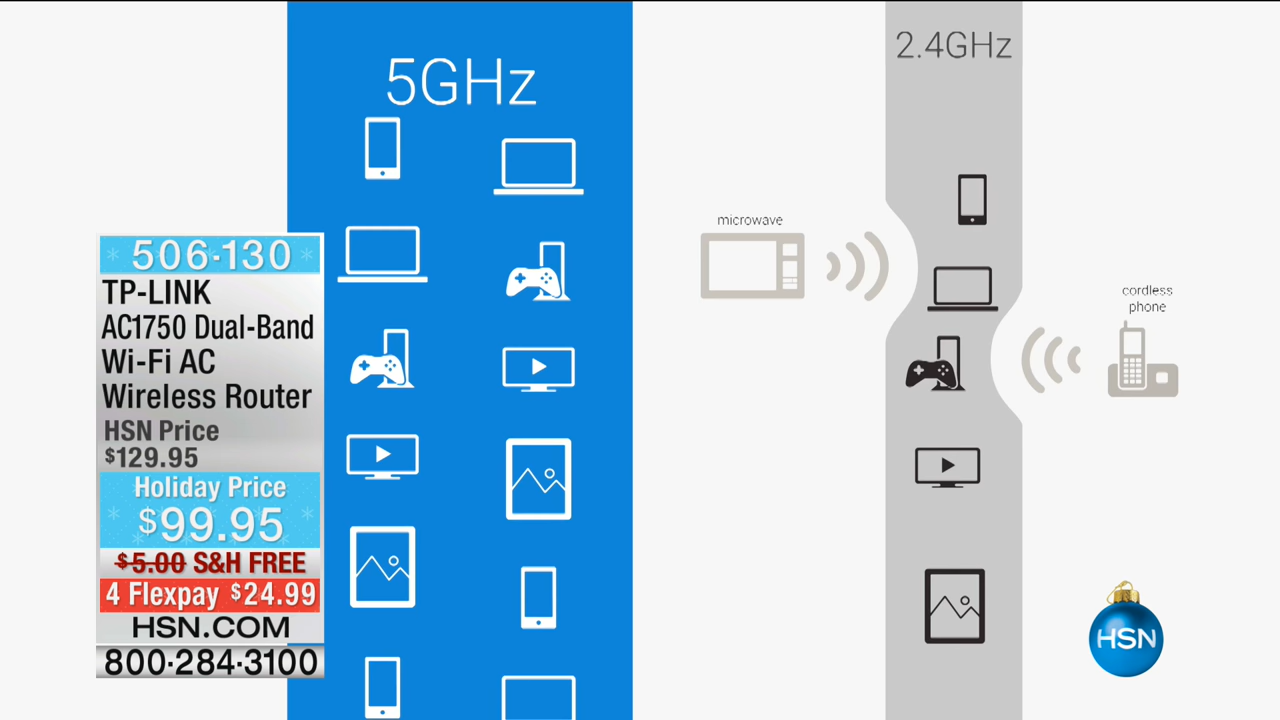 5GHz
2.4GHz
microwave
cordless
phone
506·130
TP-LINK
AC1750 Dual-Band
Wi-Fi AC
Wireless Router
HSN Price
$129.95
Holiday Price
$99.95
$5.00 S&H FREE
4 Flexpay $24.99
HSN.COM
800·284·3100
HSN